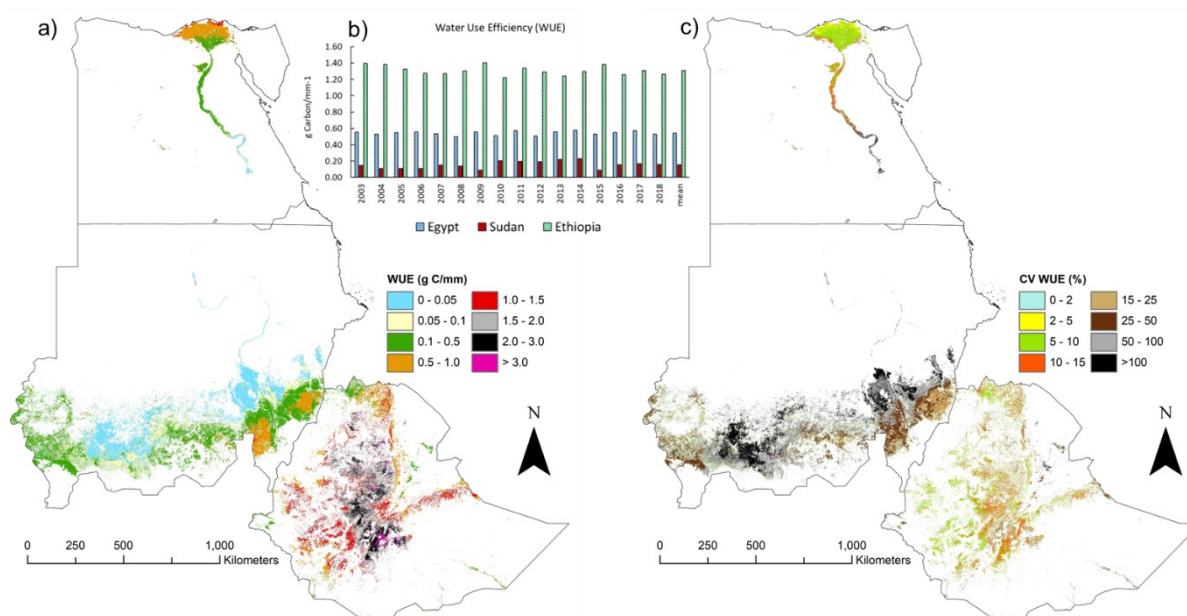 a)
b)
Water Use Efficiency (WUE)
g Carbon/mm-1
1.60
1.40
1.20
1.00
0.80
0.60
0.40
0.20
0.00
2003 2004 2005 2006 2007 2008 2009 2010 2011 2012 2013 2014 2015 2016 2017 2018 mean
Egypt Sudan Ethiopia
WUE (g C/mm)
0 - 0.05 1.0 - 1.5
0.05 - 0.1 1.5 - 2.0
0.1 - 0.5 2.0 - 3.0
0.5 - 1.0 > 3.0
N
0 250 500 1,000
Kilometers
c)
CV WUE (%)
0 - 2 15 - 25
2 - 5 25 - 50
5 - 10 50 - 100
10 - 15 >100
N
0 250 500 1,000
Kilometers